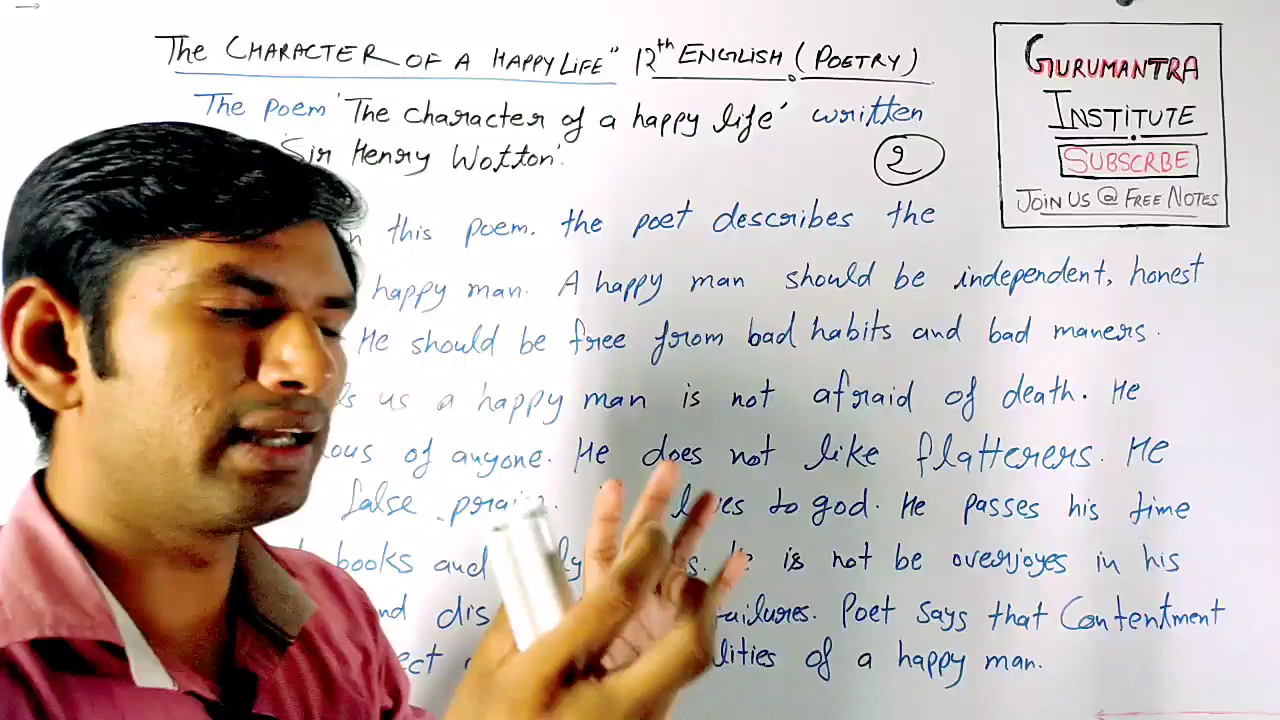 The CHARACTER OF A HAPPY LIFE" 12th ENGLISH (POETRY)
The poem 'The character of a happy life' written
Sir Henry Wotton'.
2
this poem. the poet describes the
happy man. A happy man should be independent, honest
He should be free from bad habits and bad maners.
us a happy man is not afraid of death. He
of anyone. He does not like flatterers. He
false to god. He passes his time
books and is not be overjoyes in his
Poet says that Contentment
of a happy man.
GURUMANTRA
INSTITUTE
SUBSCRBE
JOIN US @ FREE NOTES